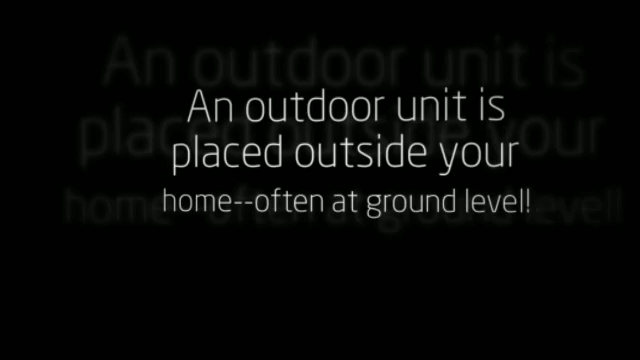 An outdoor unit is
placed outside your
home--often at ground level!